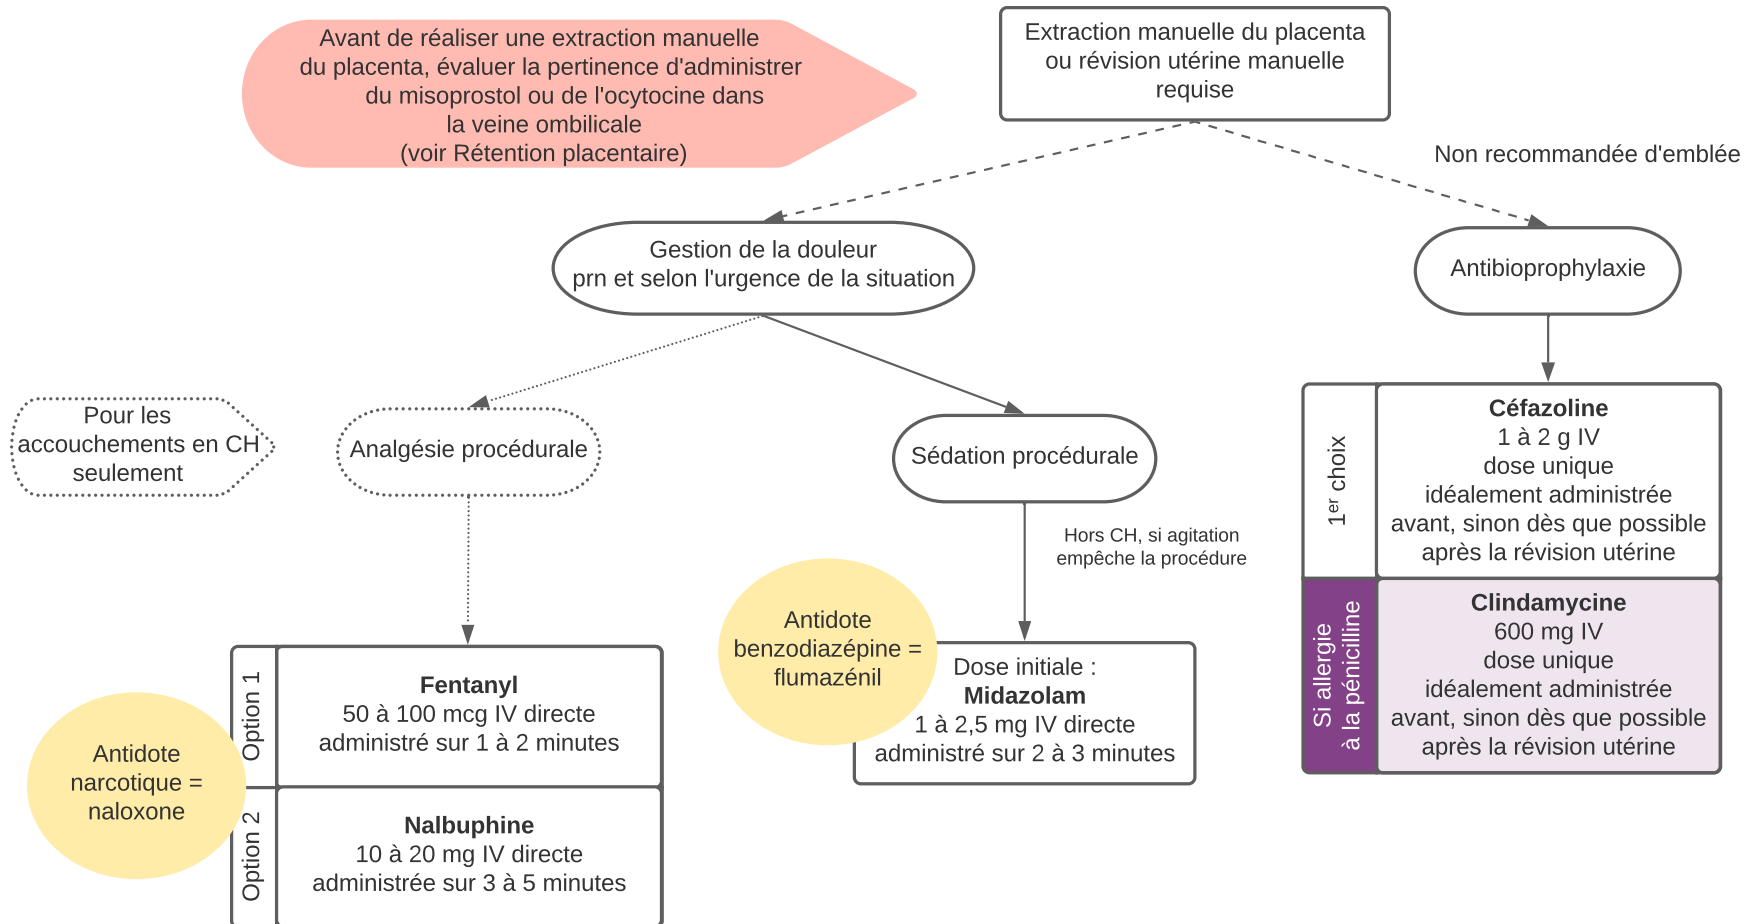 Avant de réaliser une extraction manuelle
du placenta, évaluer la pertinence d'administrer
du misoprostol ou de l'ocytocine dans
la veine ombilicale
(voir Rétention placentaire)
Extraction manuelle du placenta
ou révision utérine manuelle
requise
Non recommandée d'emblée
Gestion de la douleur
prn et selon l'urgence de la situation
Antibioprophylaxie
Pour les
accouchements en CH
seulement
Analgésie procédurale
Sédation procédurale
Hors CH, si agitation
empêche la procédure
1er choix
Céfazoline
1 à 2 g IV
dose unique
idéalement administrée
avant, sinon dès que possible
après la révision utérine
Si allergie
à la pénicilline
Clindamycine
600 mg IV
dose unique
idéalement administrée
avant, sinon dès que possible
après la révision utérine
Antidote
benzodiazépine =
flumazénil
Dose initiale :
Midazolam
1 à 2,5 mg IV directe
administré sur 2 à 3 minutes
Antidote
narcotique =
naloxone
Option 1
Fentanyl
50 à 100 mcg IV directe
administré sur 1 à 2 minutes
Option 2
Nalbuphine
10 à 20 mg IV directe
administrée sur 3 à 5 minutes